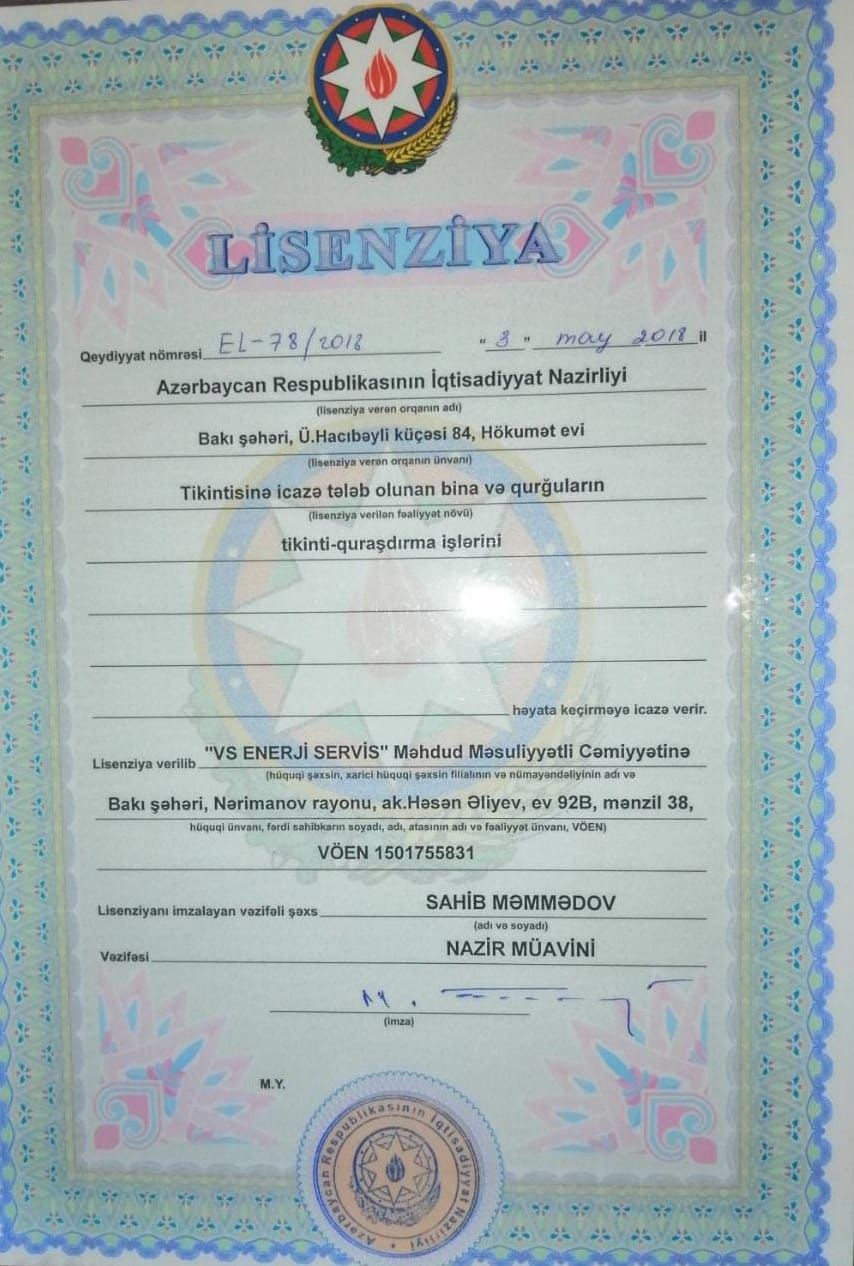 LİSENZİYA
Qeydiyyat nömrəsi EL-78/2018 " 3 " may 2018 il
Azərbaycan Respublikasının İqtisadiyyat Nazirliyi
(lisenziya verən orqanın adı)
Bakı şəhəri, Ü.Hacıbəyli küçəsi 84, Hökumət evi
(lisenziya verən orqanın ünvanı)
Tikintisinə icazə tələb olunan bina və qurğuların
(lisenziya verilən fəaliyyət növü)
tikinti-quraşdırma işlərini
həyata keçirməyə icazə verir.
Lisenziya verilib "VS ENERJİ SERVİS" Məhdud Məsuliyyətli Cəmiyyətinə
(hüquqi şəxsin, xarici hüquqi şəxsin filialının və nümayəndəliyinin adı və
Bakı şəhəri, Nərimanov rayonu, ak.Həsən Əliyev, ev 92B, mənzil 38,
hüquqi ünvanı, fərdi sahibkarın soyadı, adı, atasının adı və fəaliyyət ünvanı, VÖEN)
VÖEN 1501755831
Lisenziyanı imzalayan vəzifəli şəxs SAHİB MƏMMƏDOV
(adı və soyadı)
Vəzifəsi NAZİR MÜAVİNİ
(imza)
M.Y.
Azərbaycan Respublikasının İqtisadiyyat Nazirliyi